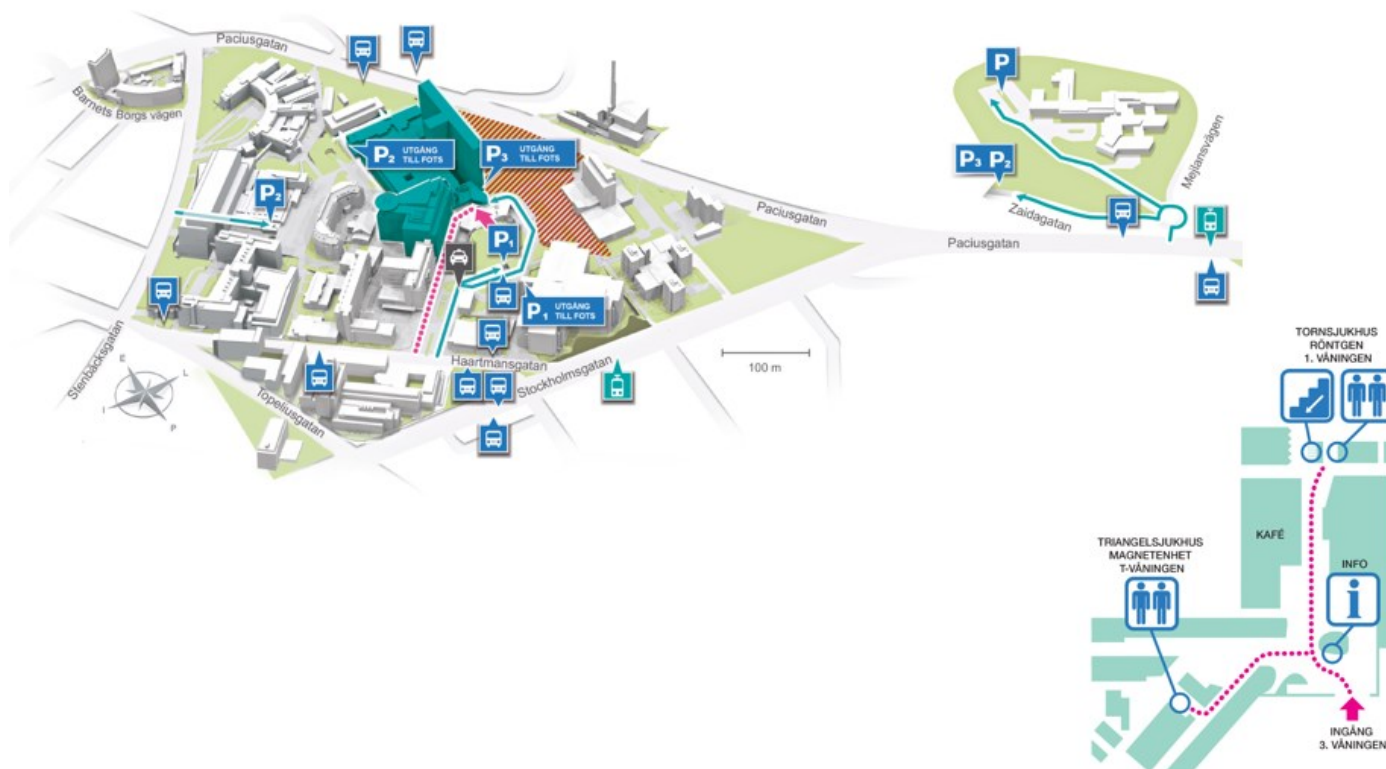 Paciusgatan
Barnets Borgs vägen
P2 UTGÅNG
TILL FOTS
P3 UTGÅNG
TILL FOTS
P2
P1
P1 UTGÅNG
TILL FOTS
Paciusgatan
Stenbäcksgatan
Topeliusgatan
Haartmansgatan
Stockholmsgatan
100 m
E
L
I
P
P
P3 P2
Zaidagatan
Mejlansvägen
Paciusgatan
TORNSJUKHUS
RÖNTGEN
1. VÅNINGEN
KAFÉ
TRIANGELSJUKHUS
MAGNETENHET
T-VÅNINGEN
INFO
i
INGÅNG
3. VÅNINGEN